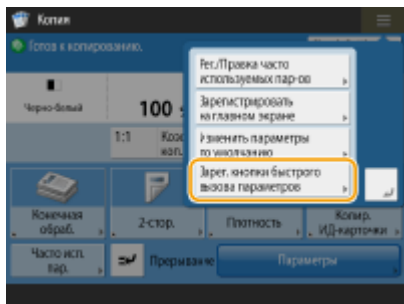 Копия
Готов к копированию.
Рег./Правка часто
используемых пар-ов
Черно-белый
100
Зарегистрировать
на главном экране
1:1
Изменить параметры
по умолчанию
Зарег. кнопки быстрого
вызова параметров
Конечная
обраб.
2-стор.
Плотность
Копир.
ИД-карточки
Часто исп.
пар.
Прерывание
Параметры